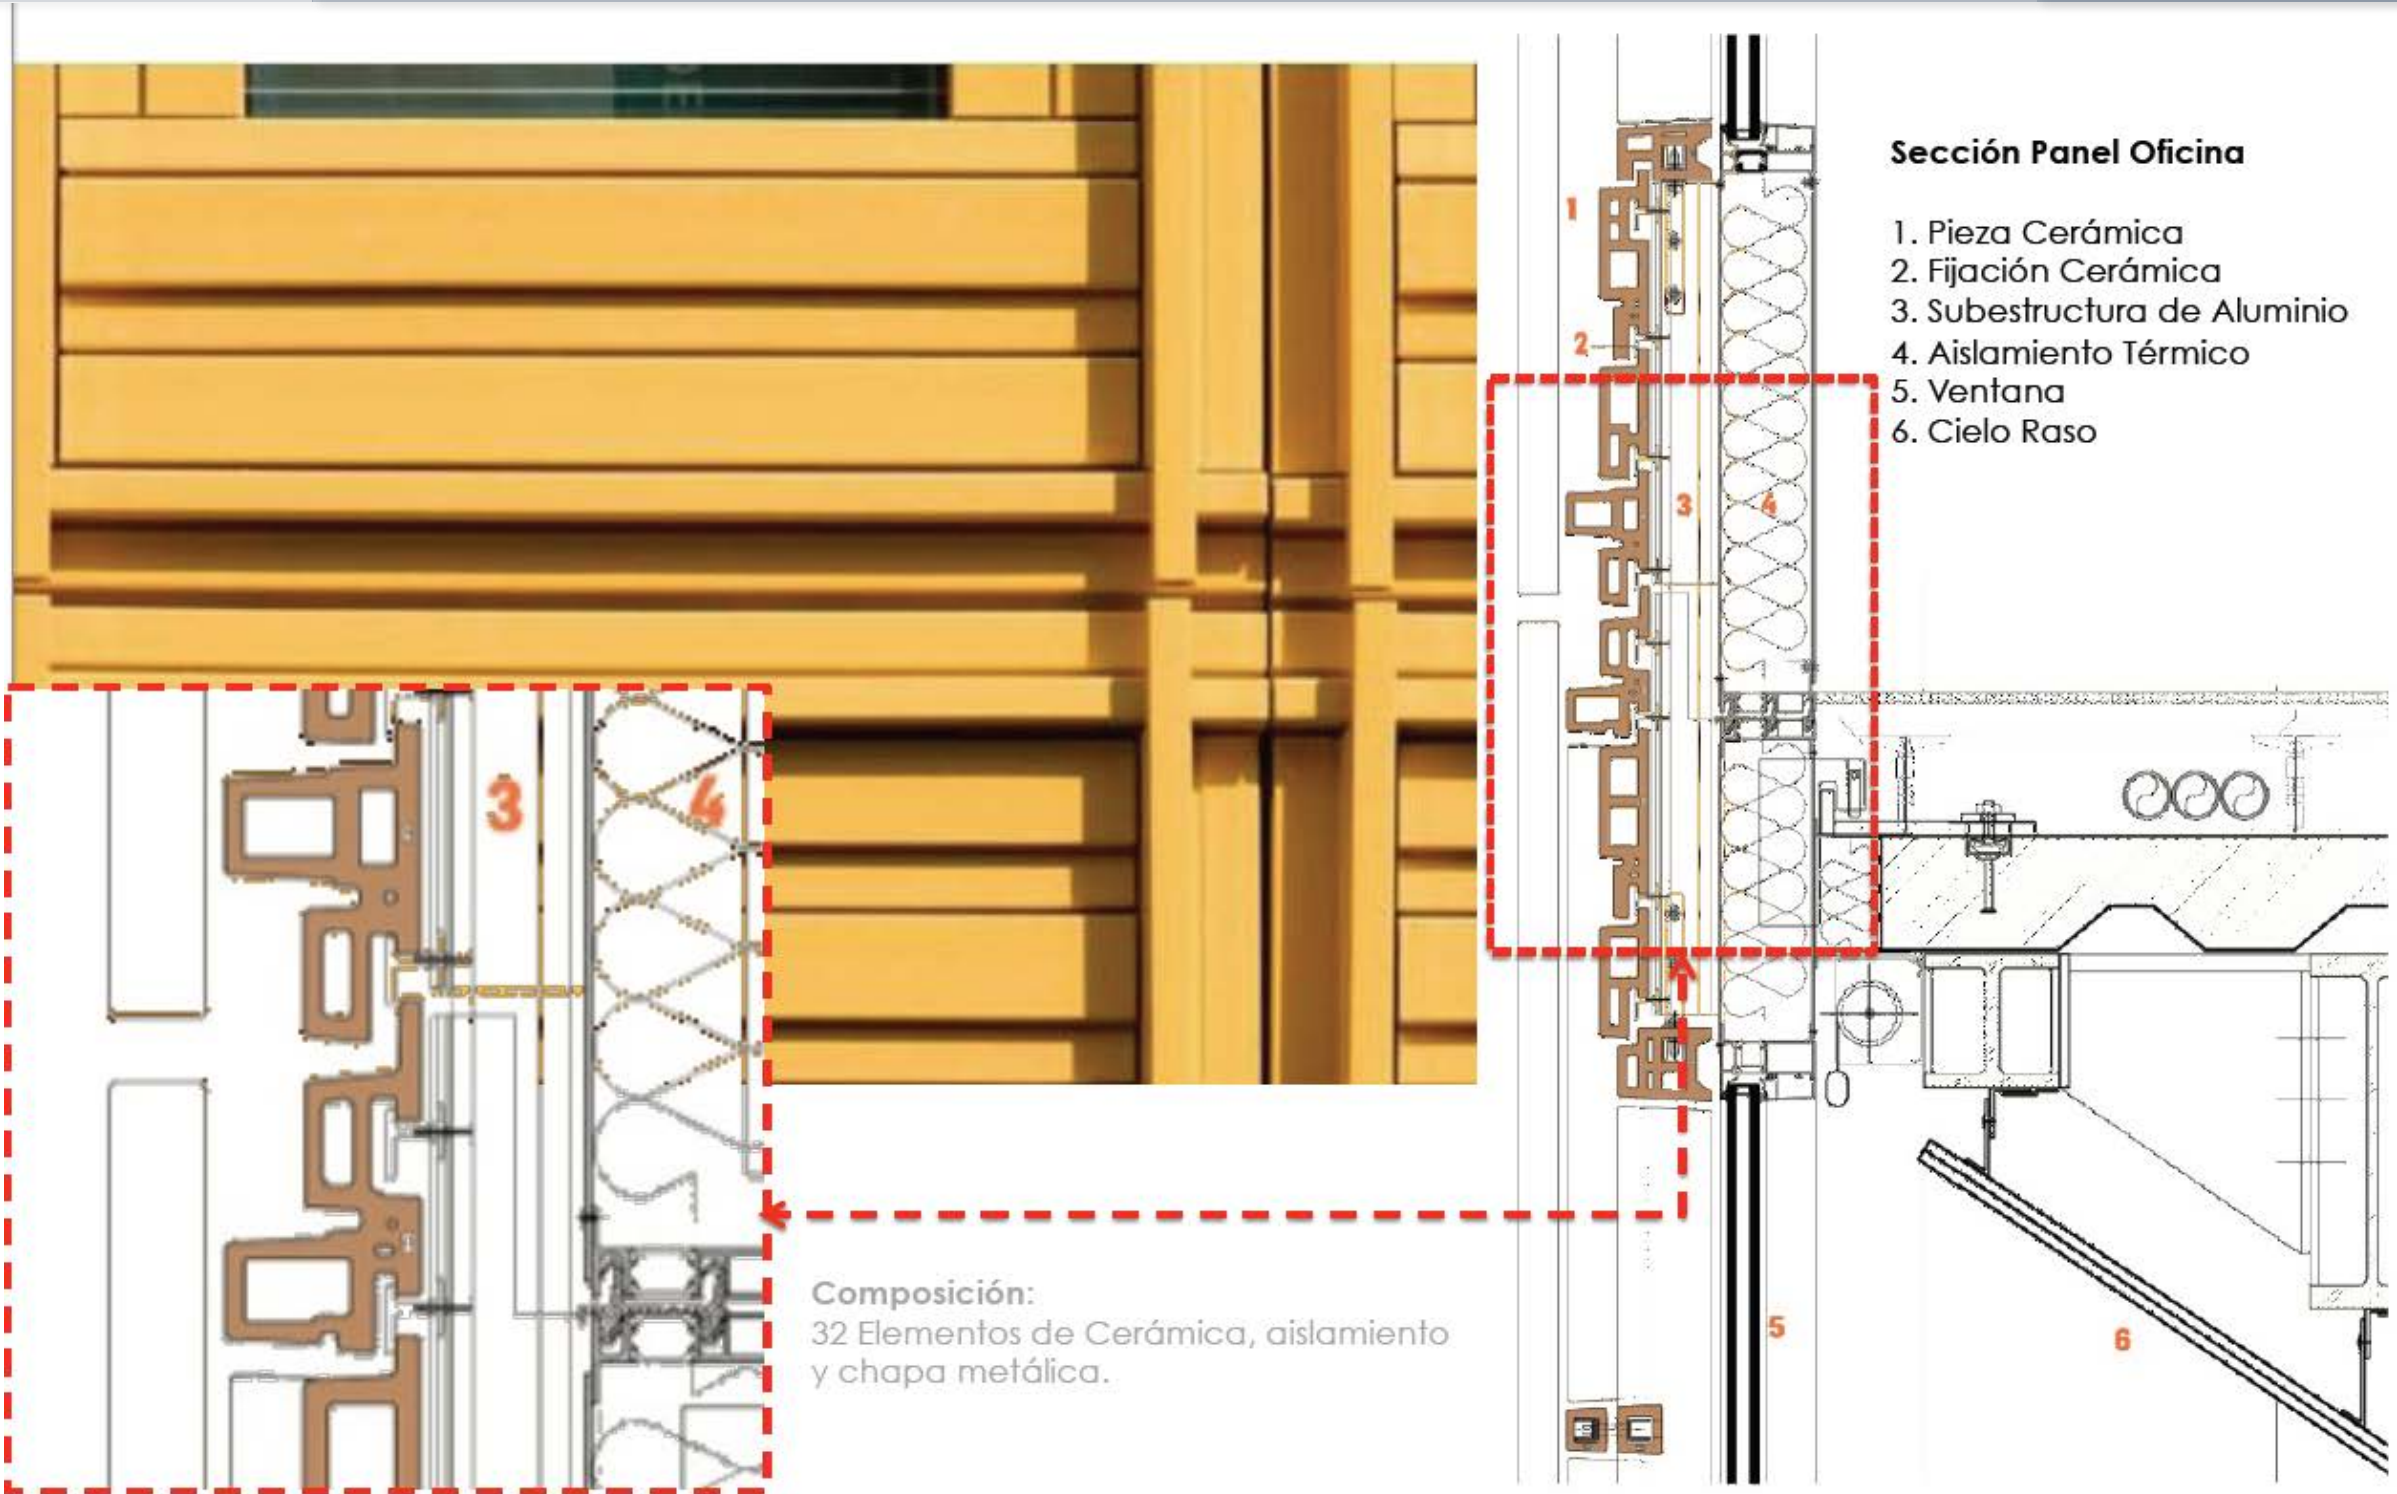 Sección Panel Oficina
1. Pieza Cerámica
2. Fijación Cerámica
3. Subestructura de Aluminio
4. Aislamiento Térmico
5. Ventana
6. Cielo Raso
1
2
3
4
5
6
3
4
Composición:
32 Elementos de Cerámica, aislamiento
y chapa metálica.